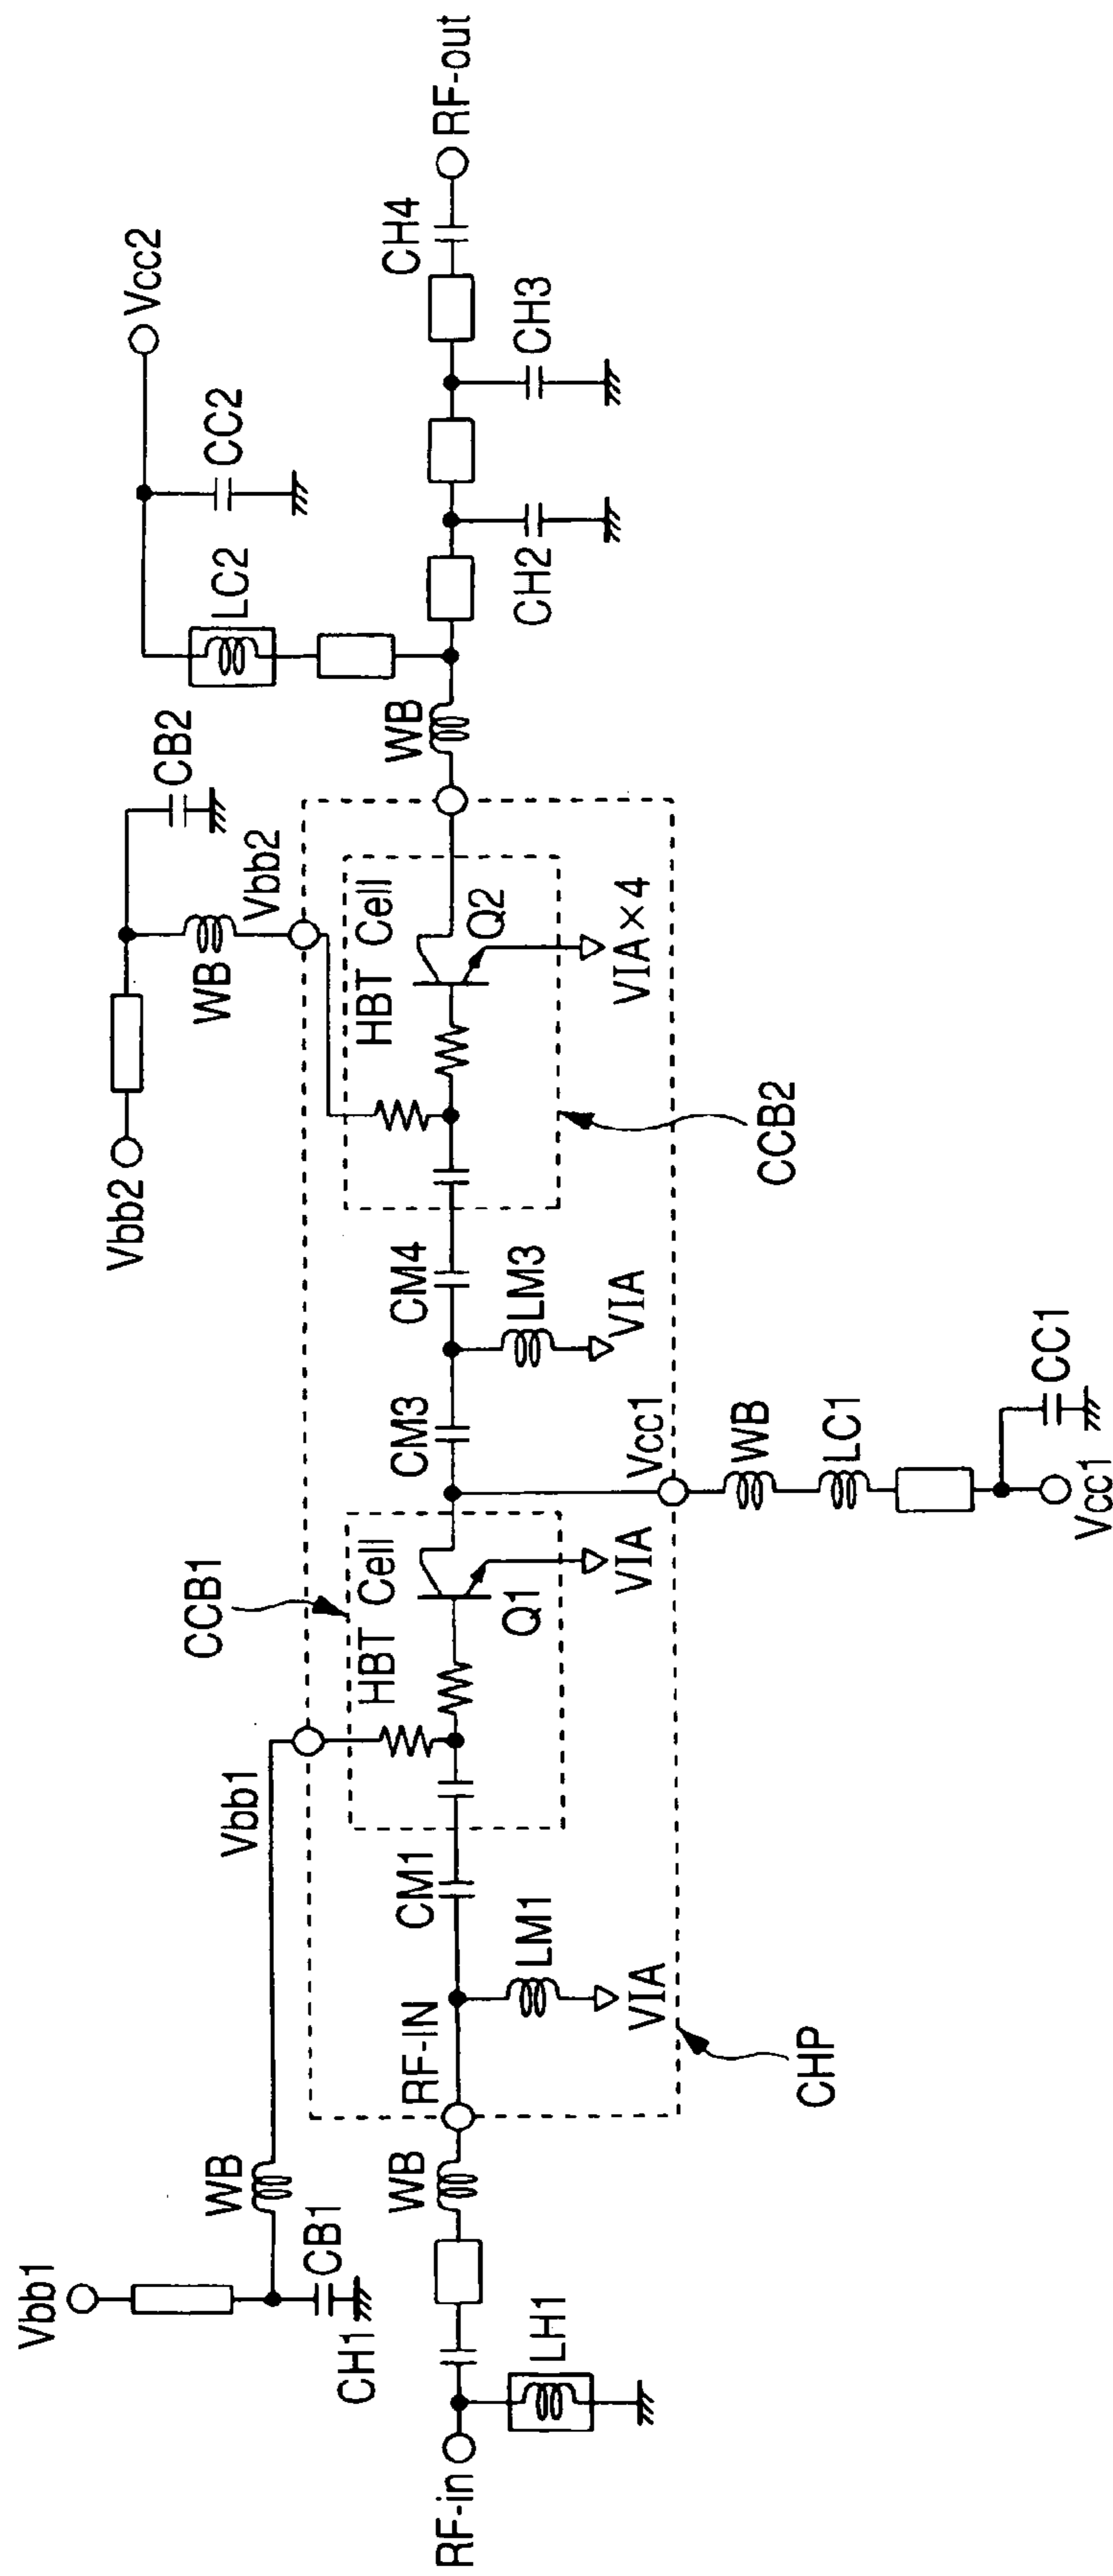 RF-in
LH1
CH1
Vbb1
CB1
WB
WB
RF-IN
LM1
VIA
CHP
CM1
Vbb1
CCB1
HBT Cell
Q1
VIA
Vcc1
WB
LC1
CC1
Vcc1
CM3
LM3
VIA
CM4
CCB2
HBT Cell
Q2
VIA×4
Vbb2
WB
Vbb2
CB2
WB
LC2
CC2
Vcc2
CH2
CH3
CH4
RF-out